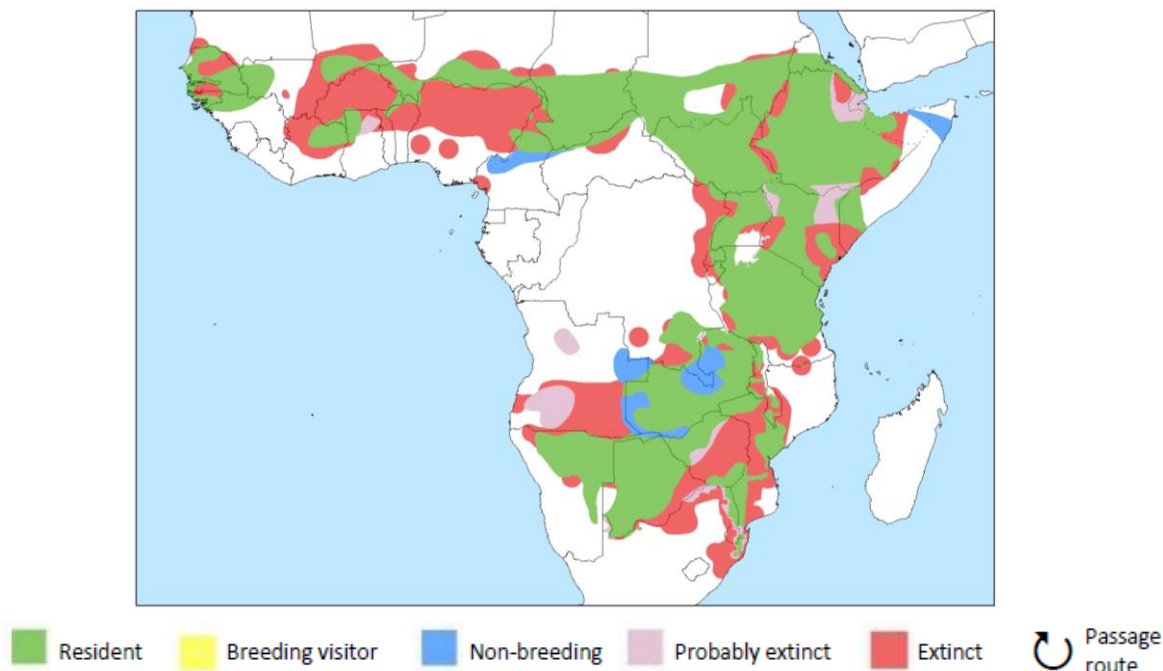 Resident
Breeding visitor
Non-breeding
Probably extinct
Extinct
Passage
route